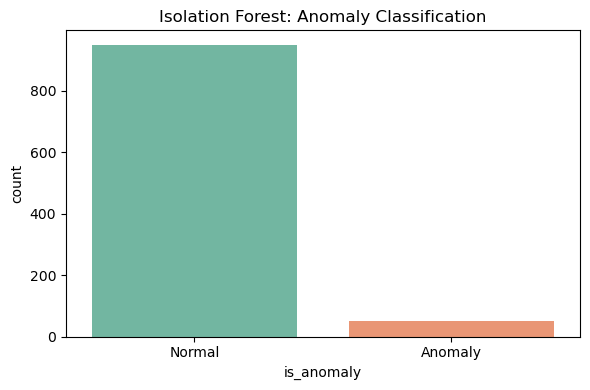 Isolation Forest: Anomaly Classification
count
800
600
400
200
0
Normal
Anomaly
is_anomaly